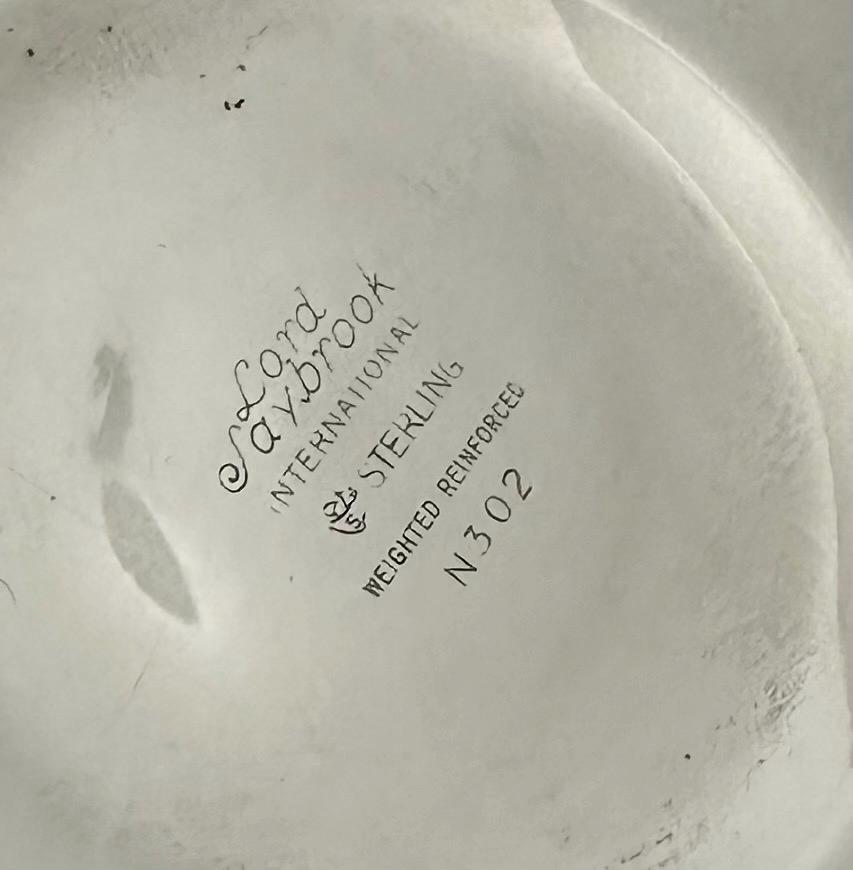 Lord
Saybrook
INTERNATIONAL
STERLING
WEIGHTED REINFORCED
N302